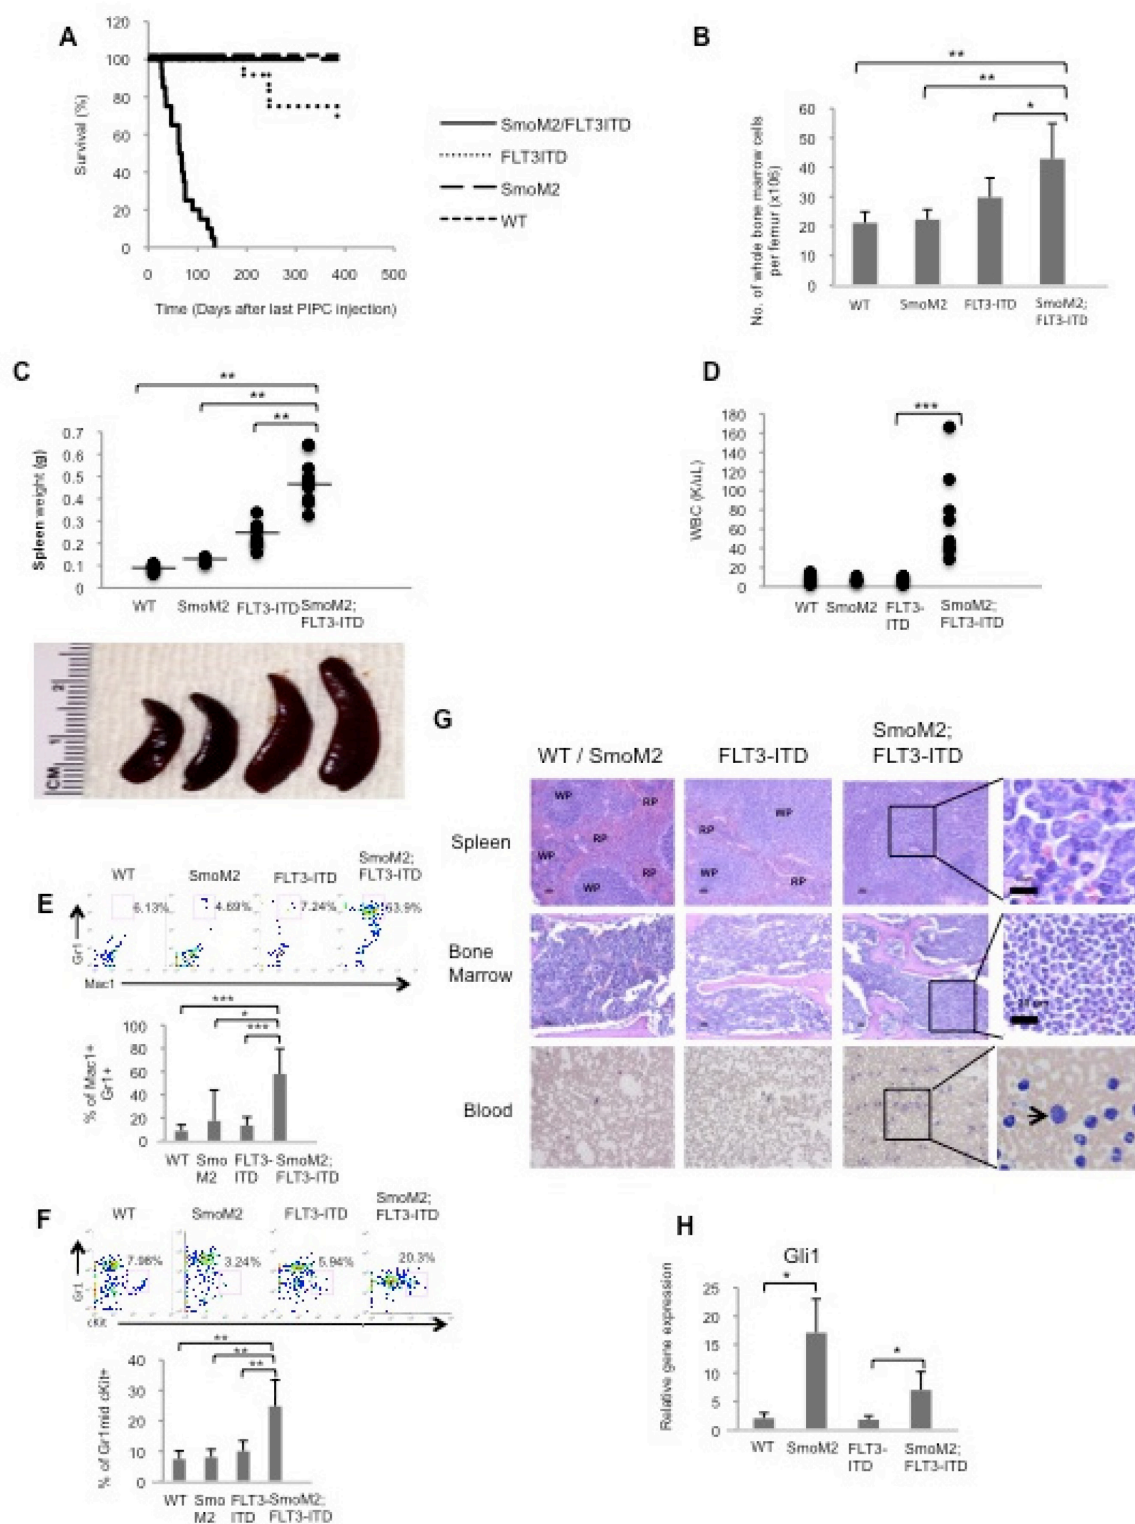 A
120
100
80
60
40
20
0
Survival (%)
0 100 200 300 400 500
Time (Days after last PIPC injection)
SmoM2/FLT3ITD
FLT3ITD
SmoM2
WT
B
**
**
*
60
50
40
30
20
10
0
No. of whole bone marrow cells
per femur (x106)
WT SmoM2 FLT3-ITD SmoM2;
FLT3-ITD
C
**
**
**
0.7
0.6
0.5
0.4
0.3
0.2
0.1
0
Spleen weight (g)
WT SmoM2 FLT3-ITD SmoM2;
FLT3-ITD
CM 1 2
D
***
180
160
140
120
100
80
60
40
20
0
WBC (K/uL)
WT SmoM2 FLT3-
ITD
SmoM2;
FLT3-ITD
E
WT SmoM2 FLT3-ITD SmoM2;
FLT3-ITD
6.13% 4.69% 7.24% 63.9%
Gr1
Mac1
***
*
***
100
80
60
40
20
0
% of Mac1+
Gr1+
WT Smo
M2
FLT3-
ITD
SmoM2;
FLT3-ITD
F
WT SmoM2 FLT3-ITD SmoM2;
FLT3-ITD
7.98% 3.24% 5.94% 20.3%
Gr1
cKit
**
**
**
40
30
20
10
0
% of Gr1mid cKit+
WT Smo
M2
FLT3-
ITD
SmoM2;
FLT3-ITD
G
WT / SmoM2 FLT3-ITD SmoM2;
FLT3-ITD
Spleen
WP RP RP WP RP WP
RP WP WP RP
Bone
Marrow
Blood
H
Gli1
*
*
25
20
15
10
5
0
Relative gene expression
WT SmoM2 FLT3-
ITD
SmoM2;
FLT3-ITD